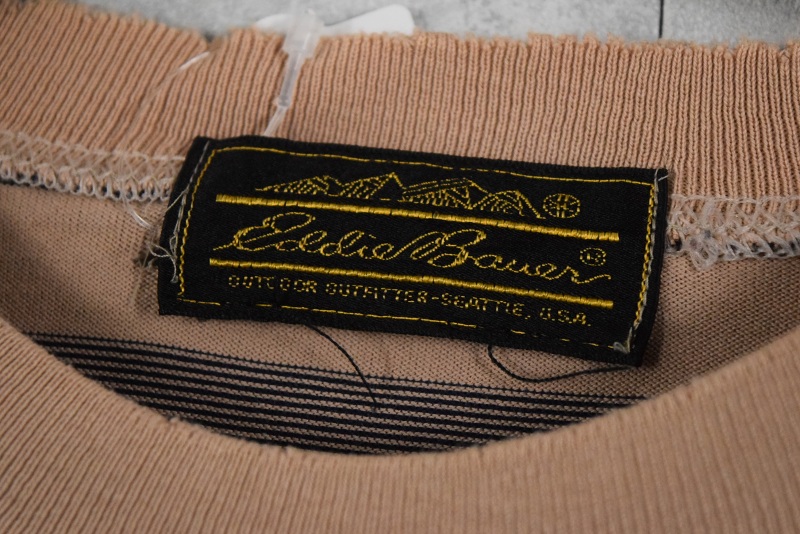 Eddie Bauer®
OUTDOOR OUTFITTER-SEATTLE, U.S.A.